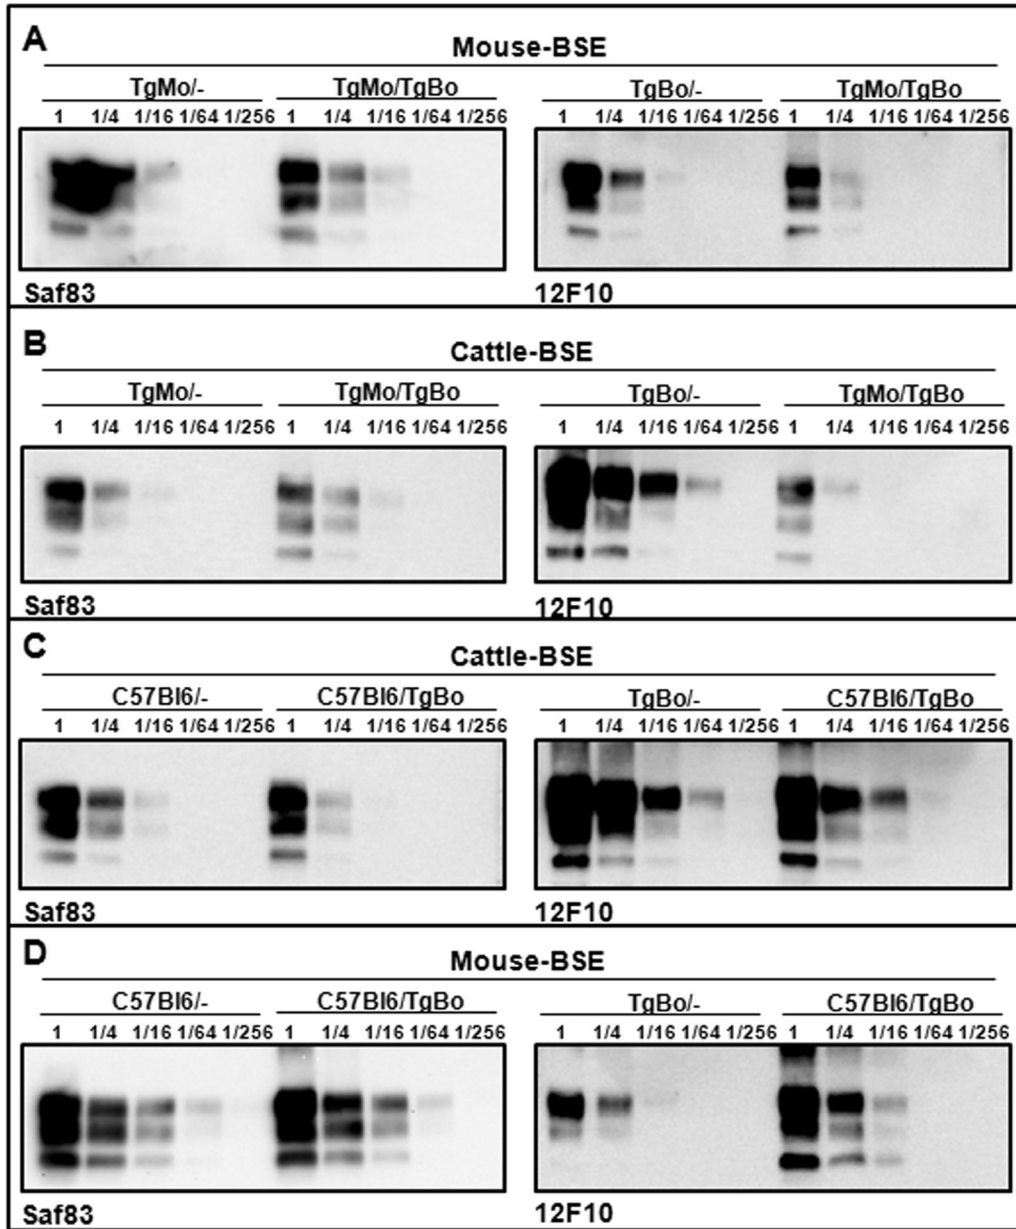 A
Mouse-BSE
TgMo/- TgMo/TgBo TgBo/- TgMo/TgBo
1 1/4 1/16 1/64 1/256 1 1/4 1/16 1/64 1/256 1 1/4 1/16 1/64 1/256 1 1/4 1/16 1/64 1/256
Saf83 12F10
B
Cattle-BSE
TgMo/- TgMo/TgBo TgBo/- TgMo/TgBo
1 1/4 1/16 1/64 1/256 1 1/4 1/16 1/64 1/256 1 1/4 1/16 1/64 1/256 1 1/4 1/16 1/64 1/256
Saf83 12F10
C
Cattle-BSE
C57Bl6/- C57Bl6/TgBo TgBo/- C57Bl6/TgBo
1 1/4 1/16 1/64 1/256 1 1/4 1/16 1/64 1/256 1 1/4 1/16 1/64 1/256 1 1/4 1/16 1/64 1/256
Saf83 12F10
D
Mouse-BSE
C57Bl6/- C57Bl6/TgBo TgBo/- C57Bl6/TgBo
1 1/4 1/16 1/64 1/256 1 1/4 1/16 1/64 1/256 1 1/4 1/16 1/64 1/256 1 1/4 1/16 1/64 1/256
Saf83 12F10